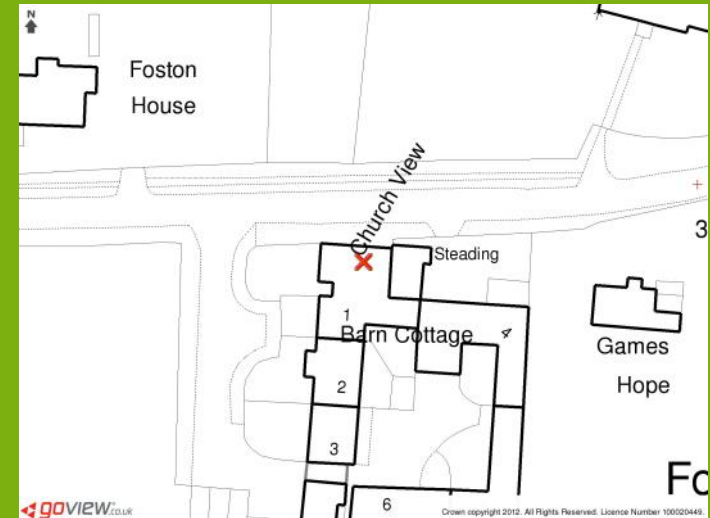 N
Foston
House
Church View
3
Steading
1
Barn Cottage
4
Games
Hope
2
3
Fo
6
goview.co.uk
Crown copyright 2012. All Rights Reserved. Licence Number 100020449.